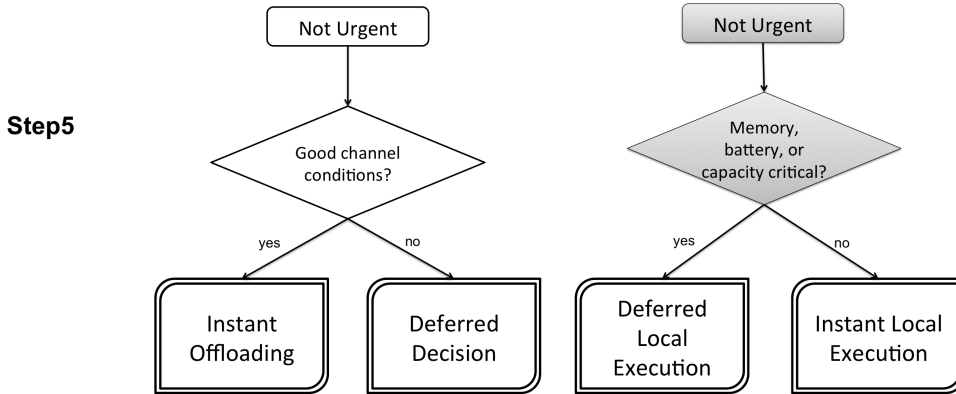 Step5
Not Urgent
Good channel
conditions?
yes
no
Instant
Offloading
Deferred
Decision
Not Urgent
Memory,
battery, or
capacity critical?
yes
no
Deferred
Local
Execution
Instant Local
Execution